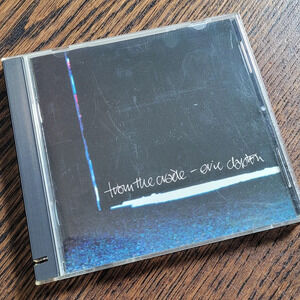 from the cradle – eric clapton